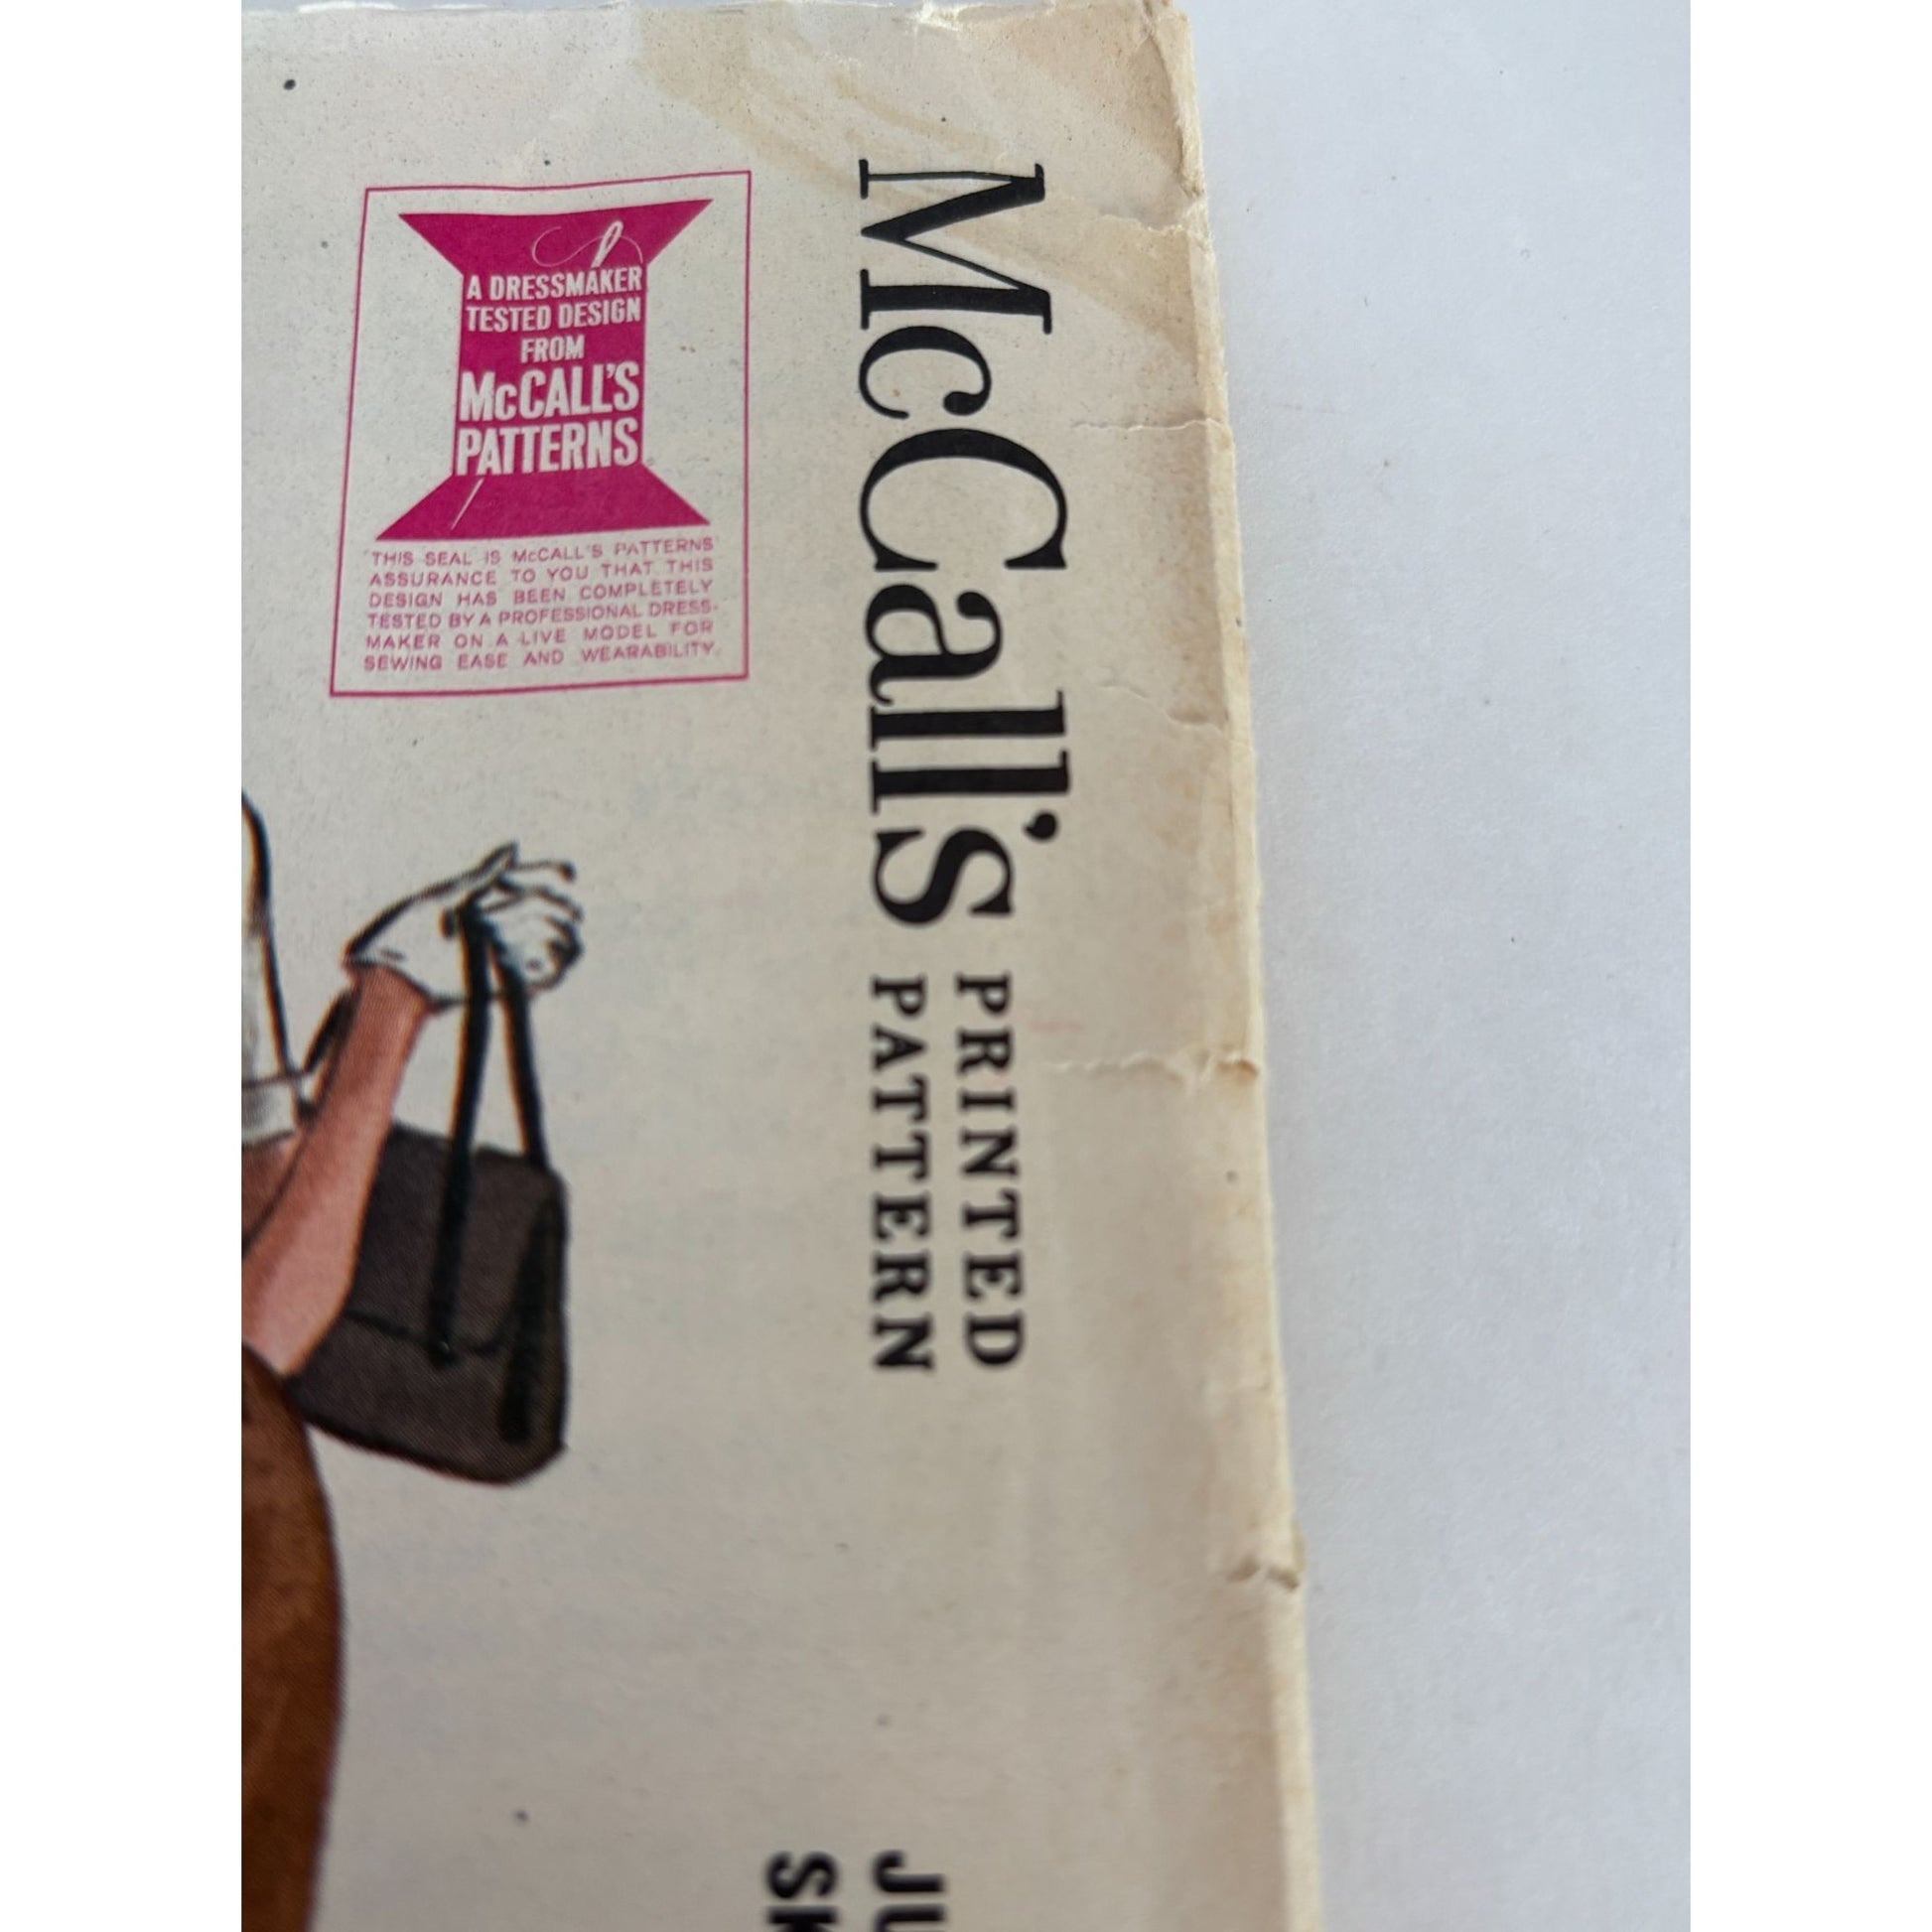 A DRESSMAKER
TESTED DESIGN
FROM
McCALL'S
PATTERNS
THIS SEAL IS McCALL'S PATTERNS
ASSURANCE TO YOU THAT THIS
DESIGN HAS BEEN COMPLETELY
TESTED BY A PROFESSIONAL DRESS-
MAKER ON A LIVE MODEL FOR
SEWING EASE AND WEARABILITY.
McCall's
PRINTED
PATTERN